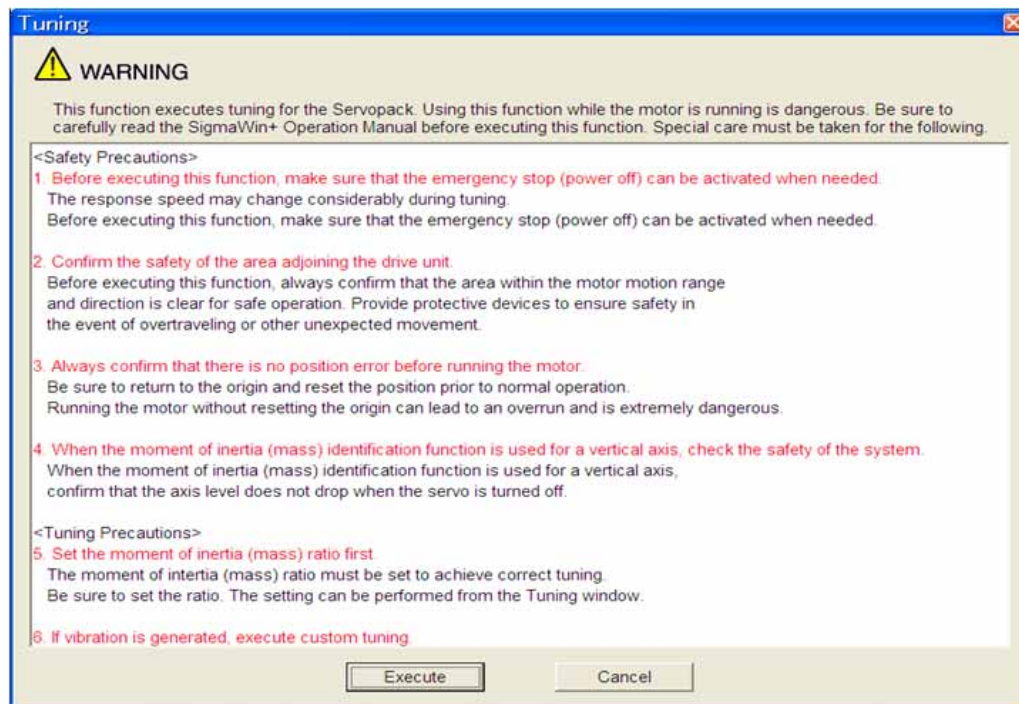 Tuning
WARNING
This function executes tuning for the Servopack. Using this function while the motor is running is dangerous. Be sure to
carefully read the SigmaWin+ Operation Manual before executing this function. Special care must be taken for the following.
<Safety Precautions>
1. Before executing this function, make sure that the emergency stop (power off) can be activated when needed.
The response speed may change considerably during tuning.
Before executing this function, make sure that the emergency stop (power off) can be activated when needed.
2. Confirm the safety of the area adjoining the drive unit.
Before executing this function, always confirm that the area within the motor motion range
and direction is clear for safe operation. Provide protective devices to ensure safety in
the event of overtraveling or other unexpected movement.
3. Always confirm that there is no position error before running the motor.
Be sure to return to the origin and reset the position prior to normal operation.
Running the motor without resetting the origin can lead to an overrun and is extremely dangerous.
4. When the moment of inertia (mass) identification function is used for a vertical axis, check the safety of the system.
When the moment of inertia (mass) identification function is used for a vertical axis,
confirm that the axis level does not drop when the servo is turned off.
<Tuning Precautions>
5. Set the moment of inertia (mass) ratio first
The moment of intertia (mass) ratio must be set to achieve correct tuning.
Be sure to set the ratio. The setting can be performed from the Tuning window.
6. If vibration is generated, execute custom tuning.
Execute
Cancel